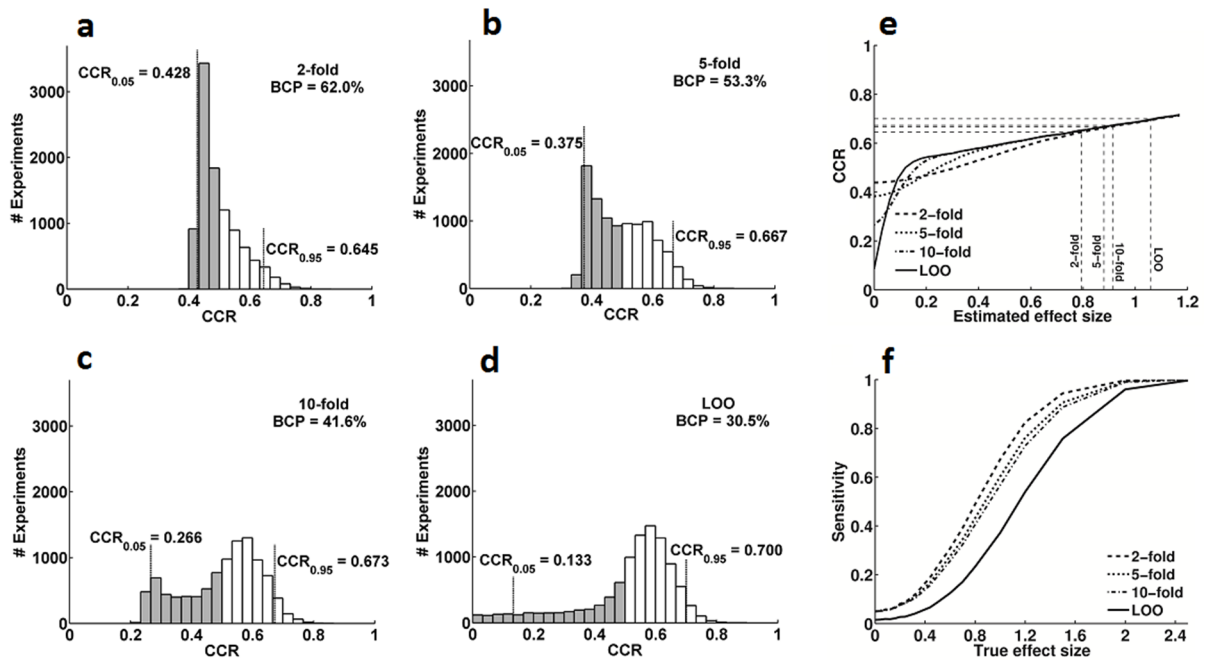 a
2-fold
BCP = 62.0%
CCR0.05 = 0.428
CCR0.95 = 0.645
# Experiments
3000
2000
1000
0
0 0.2 0.4 0.6 0.8 1
CCR
b
5-fold
BCP = 53.3%
CCR0.05 = 0.375
CCR0.95 = 0.667
# Experiments
3000
2000
1000
0
0 0.2 0.4 0.6 0.8 1
CCR
e
1
0.8
0.6
0.4
0.2
0
CCR
2-fold
5-fold
10-fold
LOO
2-fold
5-fold
10-fold
LOO
0 0.2 0.4 0.6 0.8 1 1.2
Estimated effect size
c
10-fold
BCP = 41.6%
CCR0.05 = 0.266
CCR0.95 = 0.673
# Experiments
3000
2000
1000
0
0 0.2 0.4 0.6 0.8 1
CCR
d
LOO
BCP = 30.5%
CCR0.05 = 0.133
CCR0.95 = 0.700
# Experiments
3000
2000
1000
0
0 0.2 0.4 0.6 0.8 1
CCR
f
1
0.8
0.6
0.4
0.2
0
Sensitivity
2-fold
5-fold
10-fold
LOO
0 0.4 0.8 1.2 1.6 2 2.4
True effect size